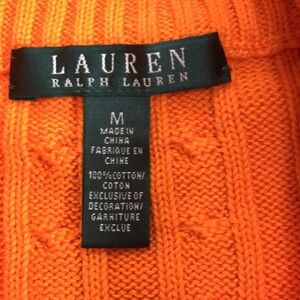 LAUREN
RALPH LAUREN
M
MADE IN
CHINA
FABRIQUE EN
CHINE
100%COTTON/
COTON
EXCLUSIVE OF
DECORATION/
GARNITURE
EXCLUE